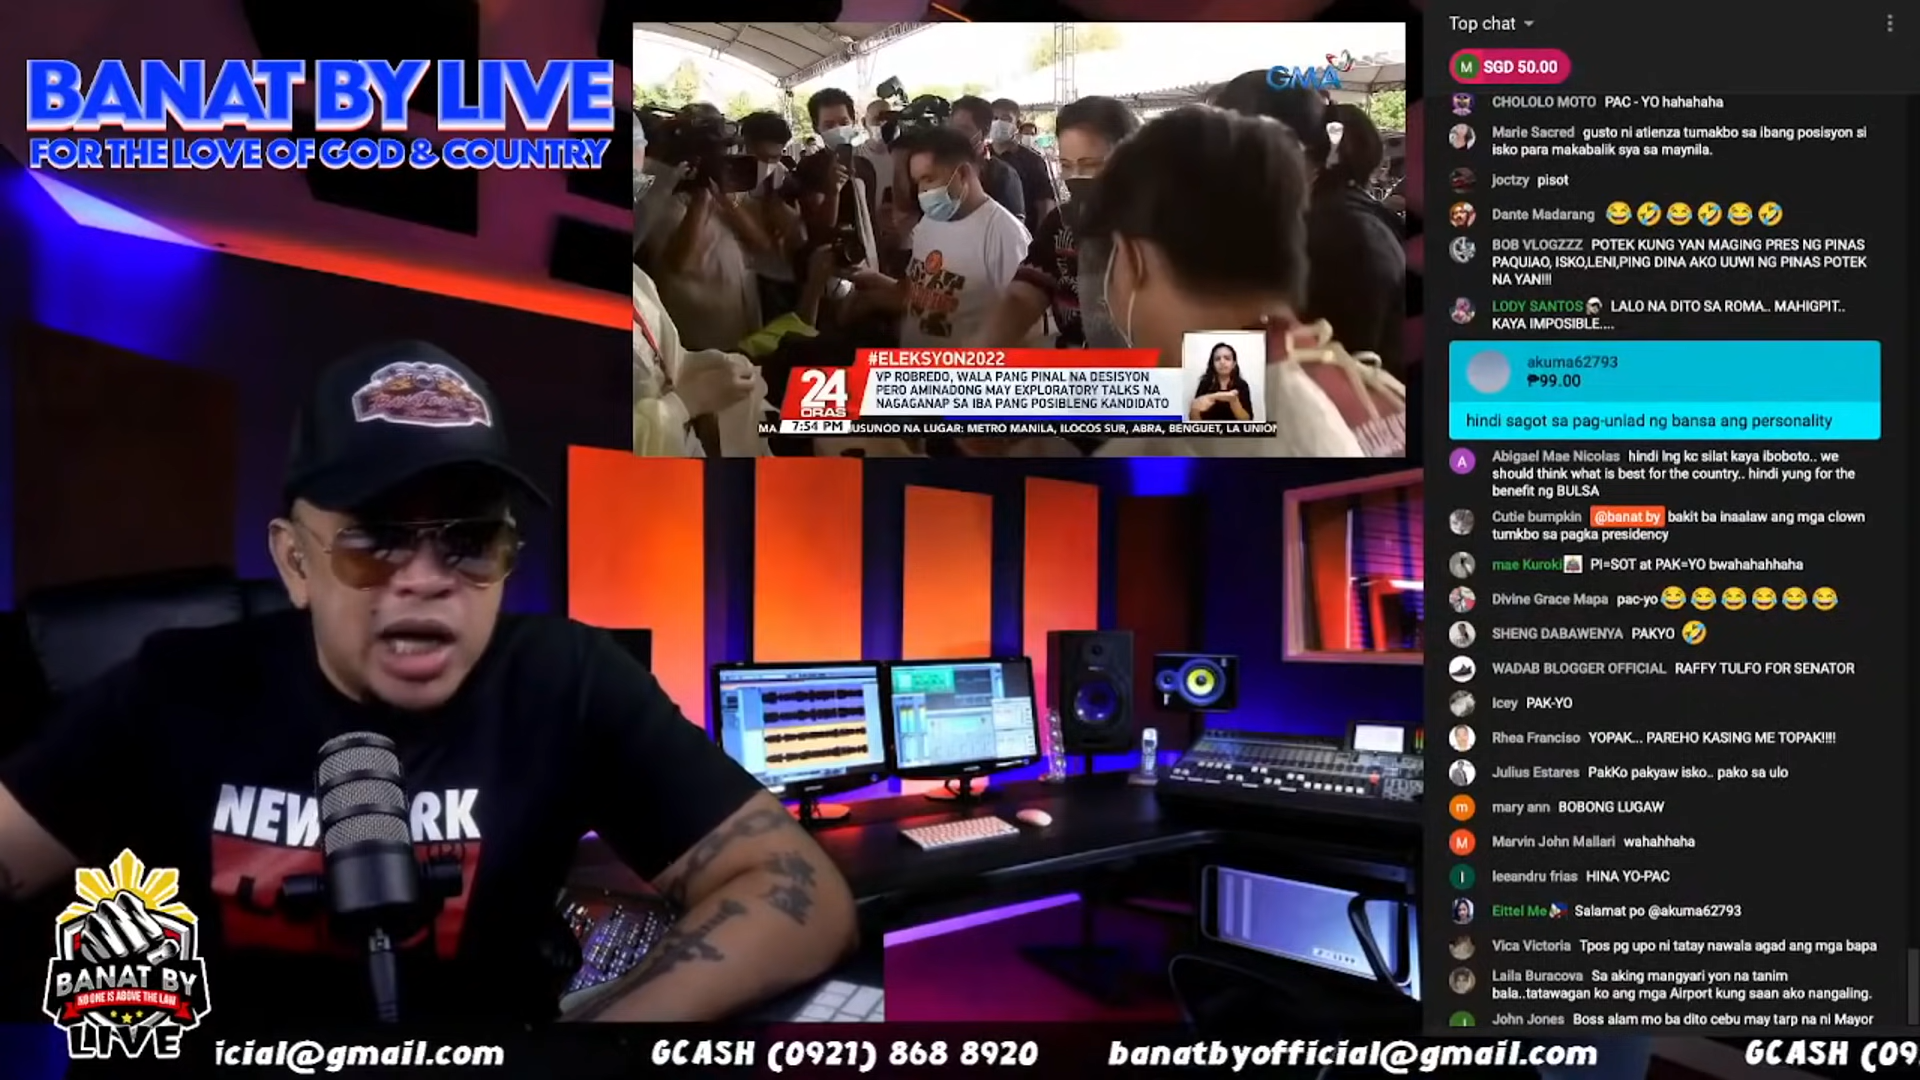 BANAT BY LIVE
FOR THE LOVE OF GOD & COUNTRY
GMA
#ELEKSYON2022
24
ORAS
VP ROBREDO, WALA PANG PINAL NA DESISYON
PERO AMINADONG MAY EXPLORATORY TALKS NA
NAGAGANAP SA IBA PANG POSIBLENG KANDIDATO
MA
7:54 PM
USUNOD NA LUGAR: METRO MANILA, ILOCOS SUR, ABRA, BENGUET, LA UNION
NEW
RK
BANAT BY
NO ONE IS ABOVE THE LAW
LIVE
icial@gmail.com GCASH (0921) 868 8920 banatbyofficial@gmail.com GCASH (09
Top chat
M SGD 50.00
CHOLOLO MOTO PAC - YO hahahaha
Marie Sacred gusto ni atienza tumakbo sa ibang posisyon si
isko para makabalik sya sa maynila.
joctzy pisot
Dante Madarang 😂🤣😂🤣😂🤣
BOB VLOGZZZ POTEK KUNG YAN MAGING PRES NG PINAS
PAQUIAO, ISKO,LENI,PING DINA AKO UUWI NG PINAS POTEK
NA YAN!!!
LODY SANTOS LALO NA DITO SA ROMA.. MAHIGPIT..
KAYA IMPOSIBLE....
akuma62793
₱99.00
hindi sagot sa pag-unlad ng bansa ang personality
A Abigael Mae Nicolas hindi lng kc silat kaya iboboto.. we
should think what is best for the country.. hindi yung for the
benefit ng BULSA
Cutie bumpkin @banat by bakit ba inaalaw ang mga clown
tumkbo sa pagka presidency
mae Kuroki PI=SOT at PAK=YO bwahahahhaha
Divine Grace Mapa pac-yo 😂😂😂😂😂😂
SHENG DABAWENYA PAKYO 🤣
WADAB BLOGGER OFFICIAL RAFFY TULFO FOR SENATOR
Icey PAK-YO
Rhea Franciso YOPAK... PAREHO KASING ME TOPAK!!!!
Julius Estares PakKo pakyaw isko.. pako sa ulo
m mary ann BOBONG LUGAW
M Marvin John Mallari wahahhaha
l leeandru frias HINA YO-PAC
Eittel Me Salamat po @akuma62793
Vica Victoria Tpos pg upo ni tatay nawala agad ang mga bapa
Laila Buracova Sa aking mangyari yon na tanim
bala..tatawagan ko ang mga Airport kung saan ako nangaling.
John Jones Boss alam mo ba dito cebu may tarp na ni Mayor